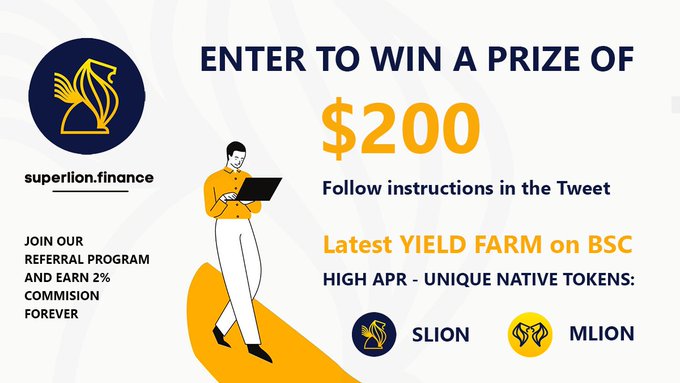 ENTER TO WIN A PRIZE OF
$200
Follow instructions in the Tweet
superlion.finance
JOIN OUR
REFERRAL PROGRAM
AND EARN 2%
COMMISION
FOREVER
Latest YIELD FARM on BSC
HIGH APR - UNIQUE NATIVE TOKENS:
SLION
MLION